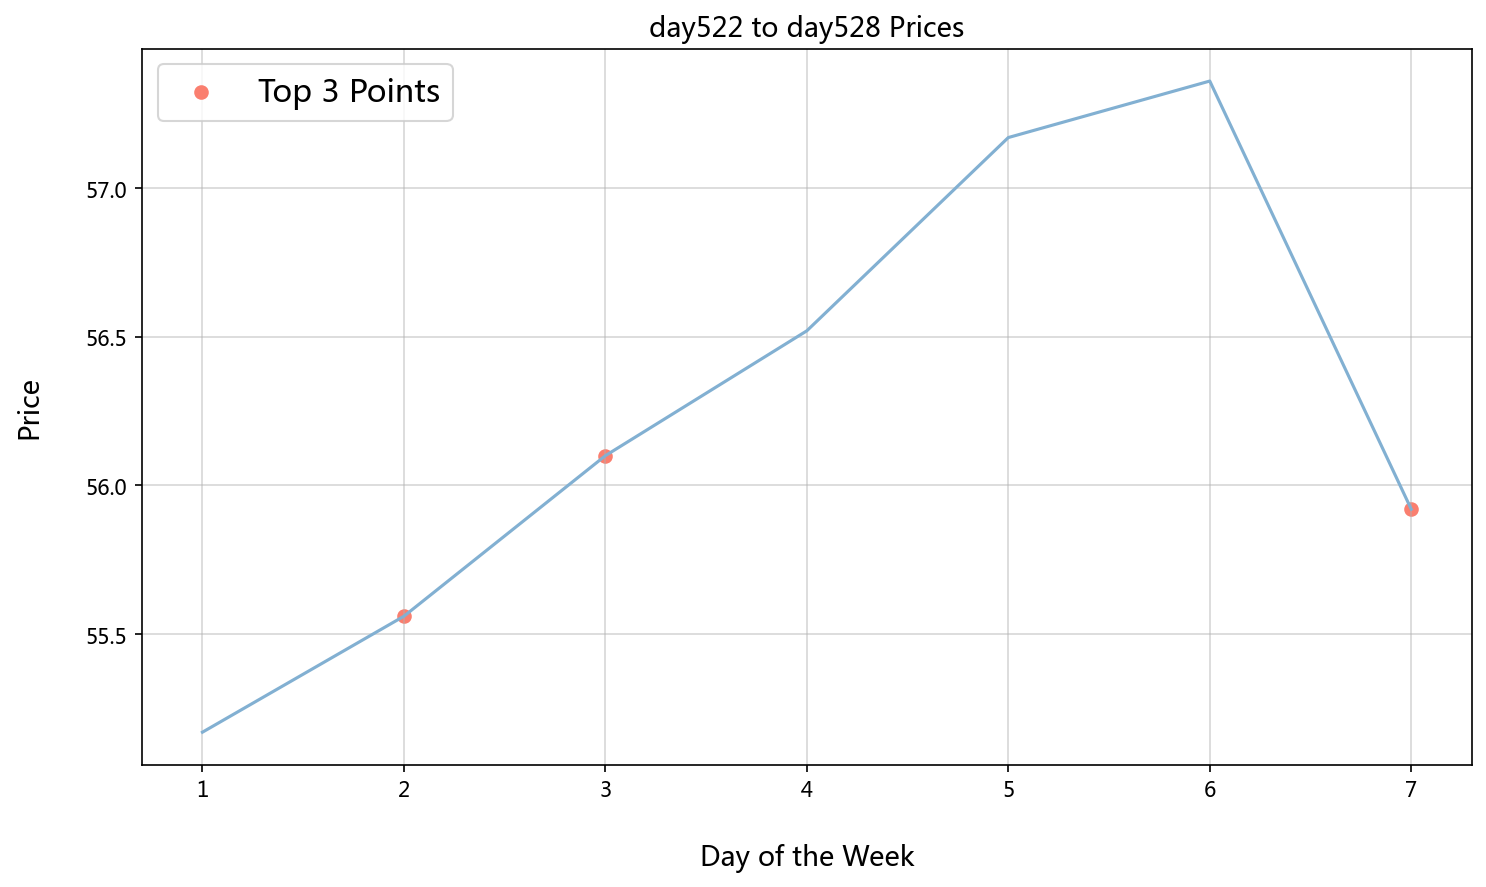 day522 to day528 Prices
Top 3 Points
Price
57.0
56.5
56.0
55.5
1 2 3 4 5 6 7
Day of the Week